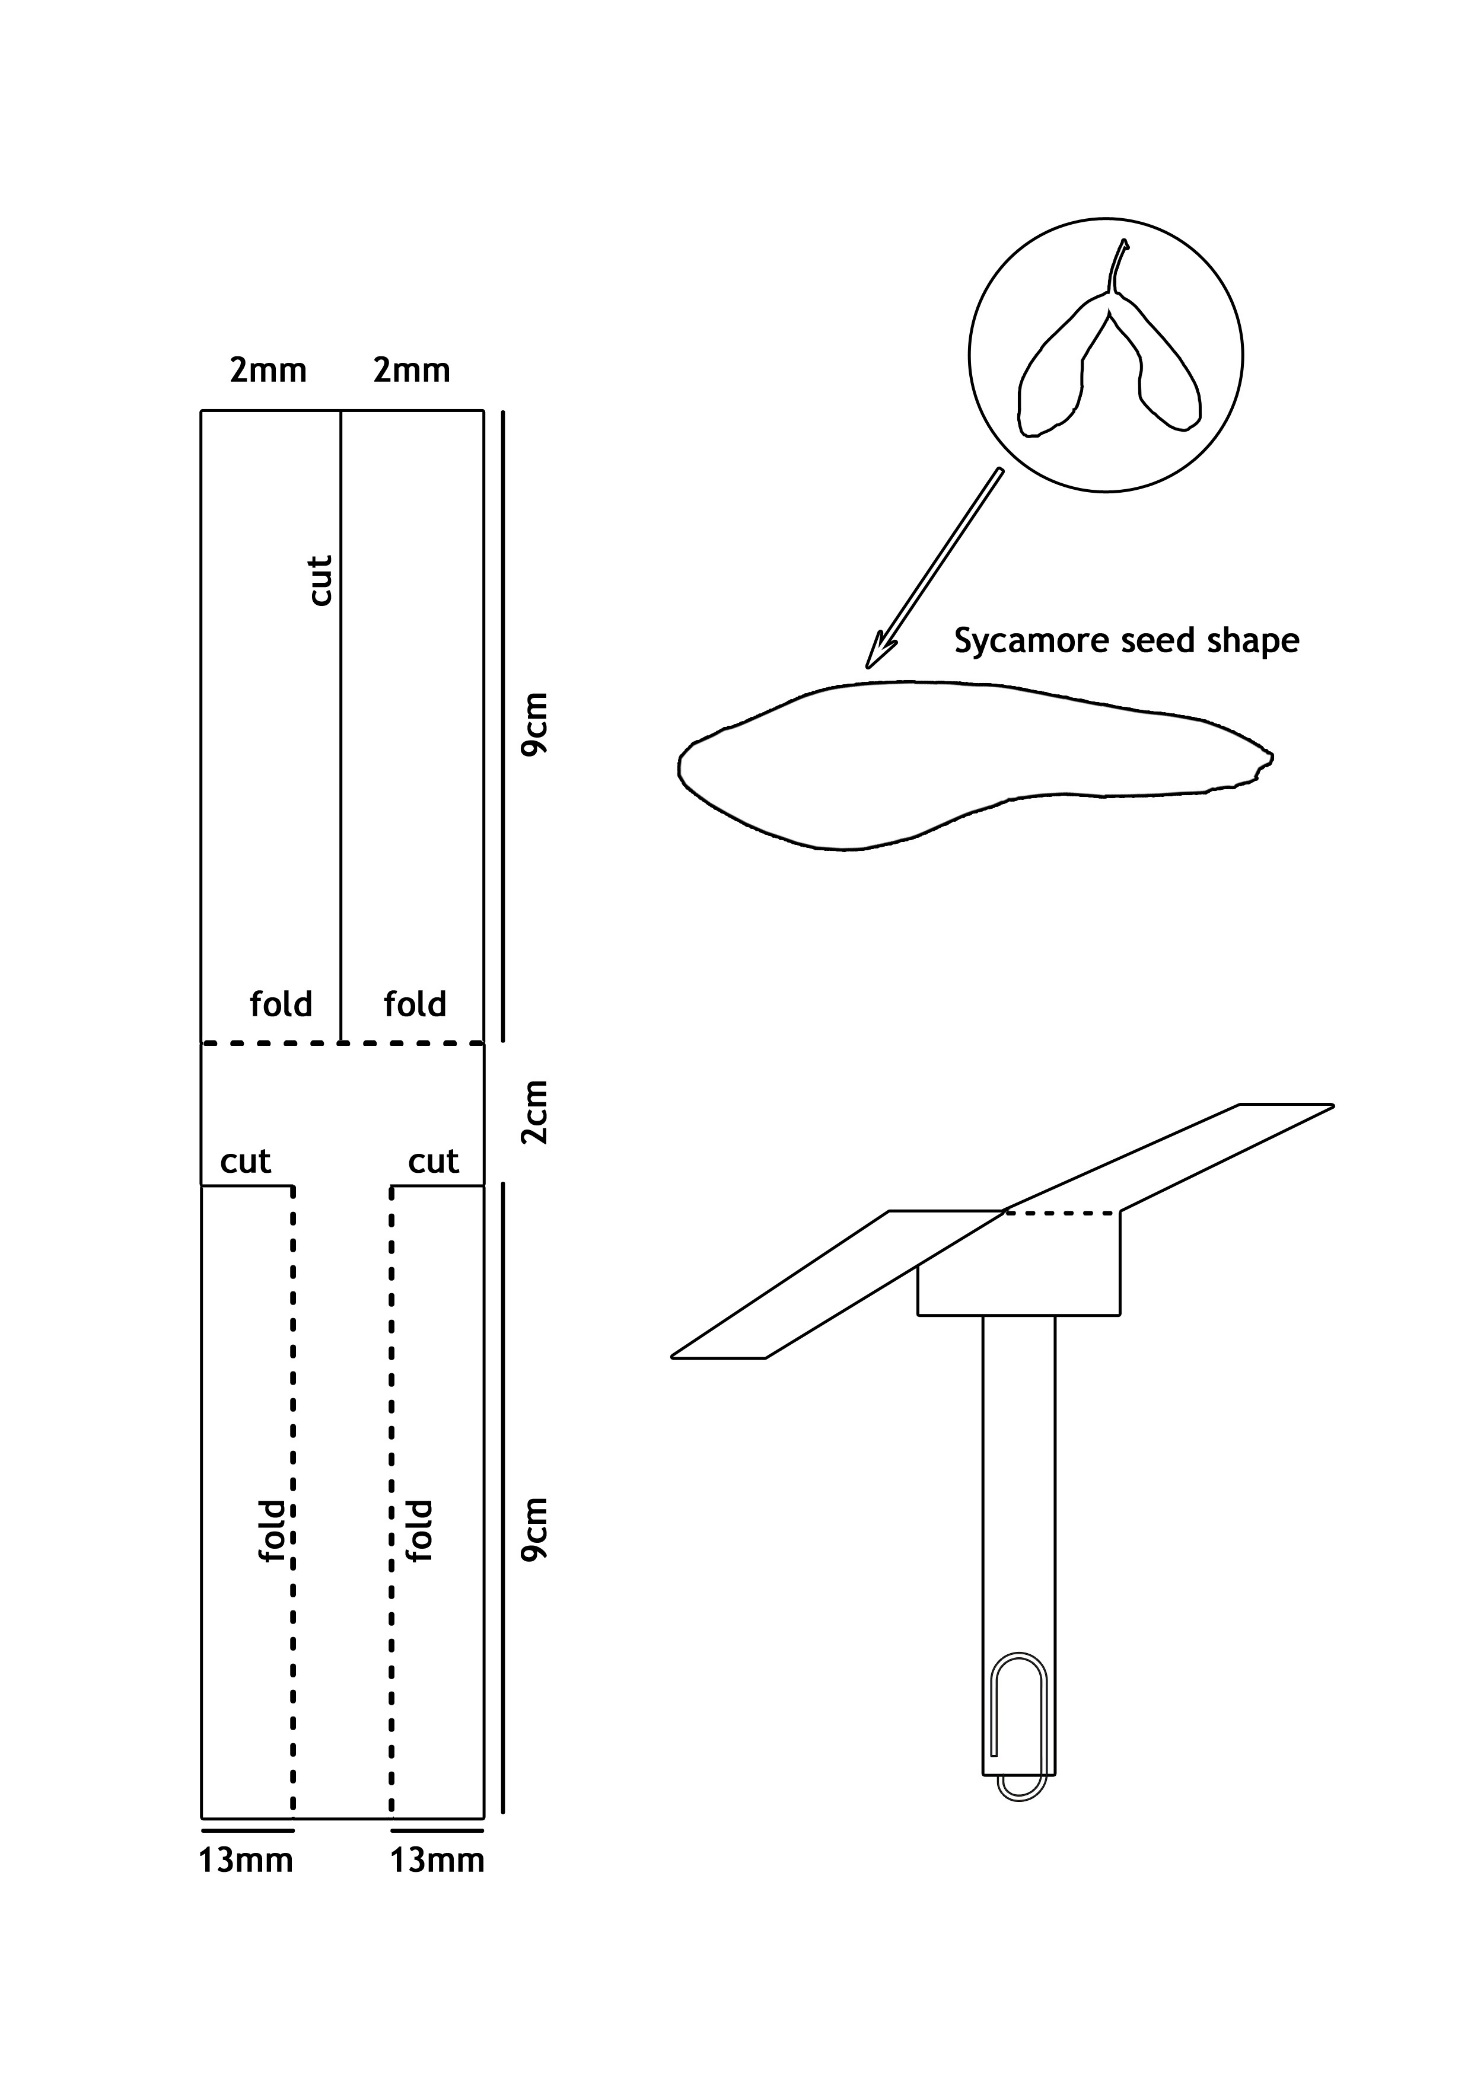 2mm 2mm
cut
9cm
fold fold
2cm
cut cut
fold fold
9cm
13mm 13mm
Sycamore seed shape